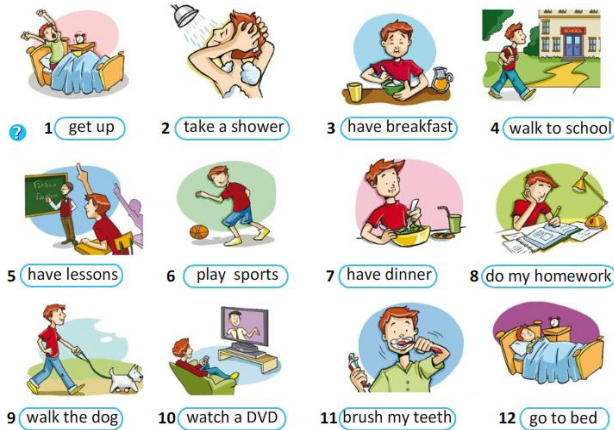 SCHOOL
? 1 get up
2 take a shower
3 have breakfast
4 walk to school
5 have lessons
6 play sports
7 have dinner
8 do my homework
9 walk the dog
10 watch a DVD
11 brush my teeth
12 go to bed